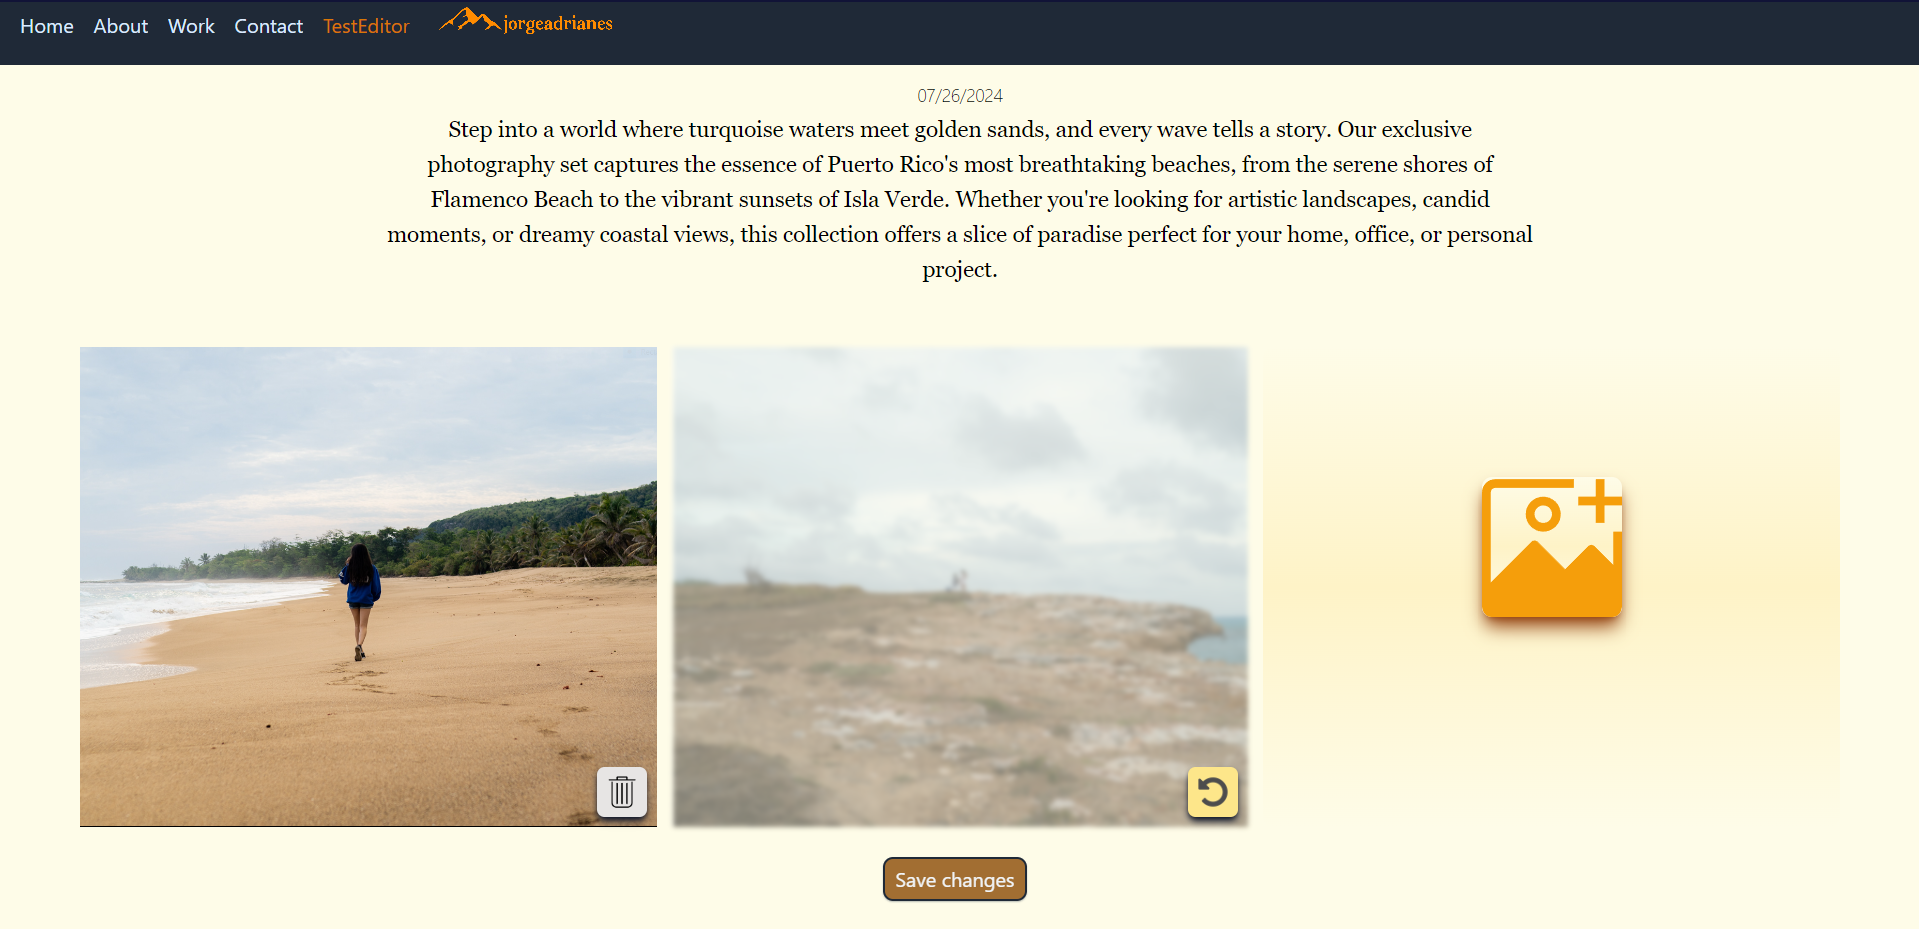 Home About Work Contact TestEditor jorgeadrianes
07/26/2024
Step into a world where turquoise waters meet golden sands, and every wave tells a story. Our exclusive
photography set captures the essence of Puerto Rico's most breathtaking beaches, from the serene shores of
Flamenco Beach to the vibrant sunsets of Isla Verde. Whether you're looking for artistic landscapes, candid
moments, or dreamy coastal views, this collection offers a slice of paradise perfect for your home, office, or personal
project.
Save changes